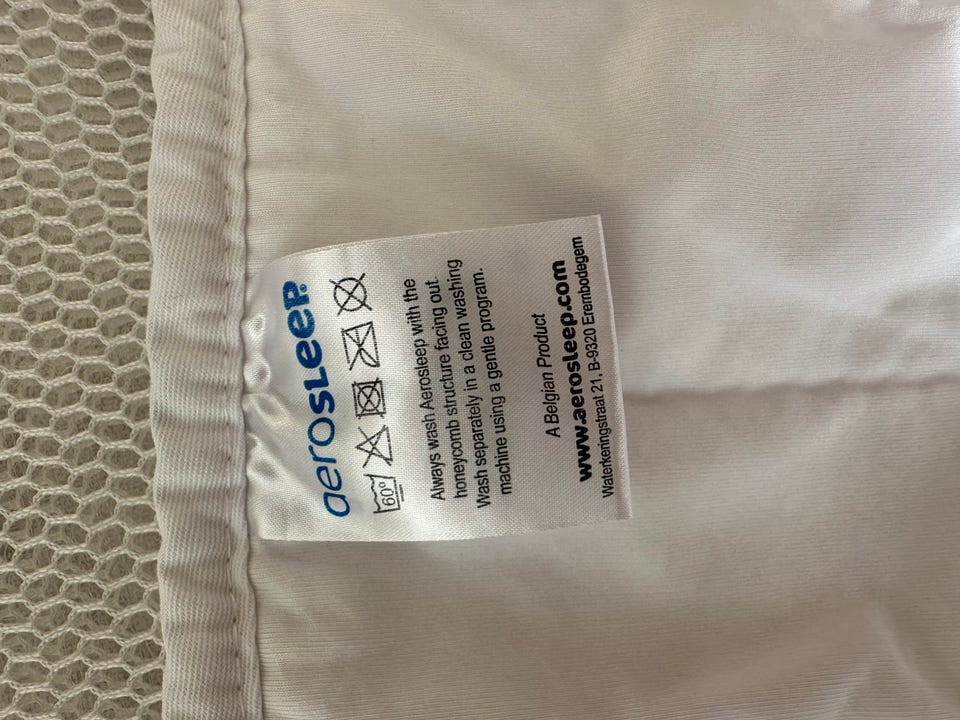 aerosleep®
60°
Always wash Aerosleep with the
honeycomb structure facing out.
Wash separately in a clean washing
machine using a gentle program.
A Belgian Product
www.aerosleep.com
Waterkeringstraat 21, B-9320 Erembodegem